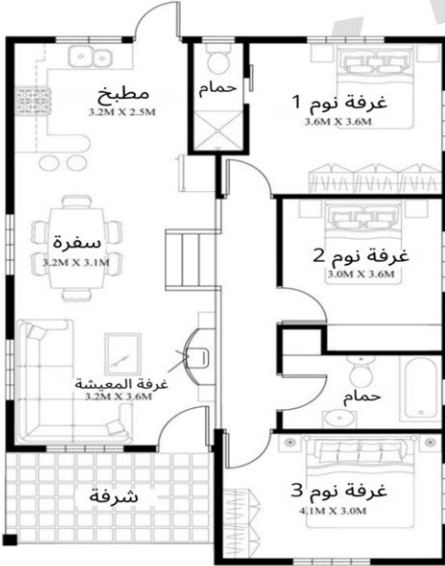 مطبخ
3.2M X 2.5M
حمام
غرفة نوم 1
3.6M X 3.6M
سفرة
3.2M X 3.1M
غرفة نوم 2
3.0M X 3.6M
غرفة المعيشة
3.2M X 3.6M
حمام
شرفة
غرفة نوم 3
4.1M X 3.0M